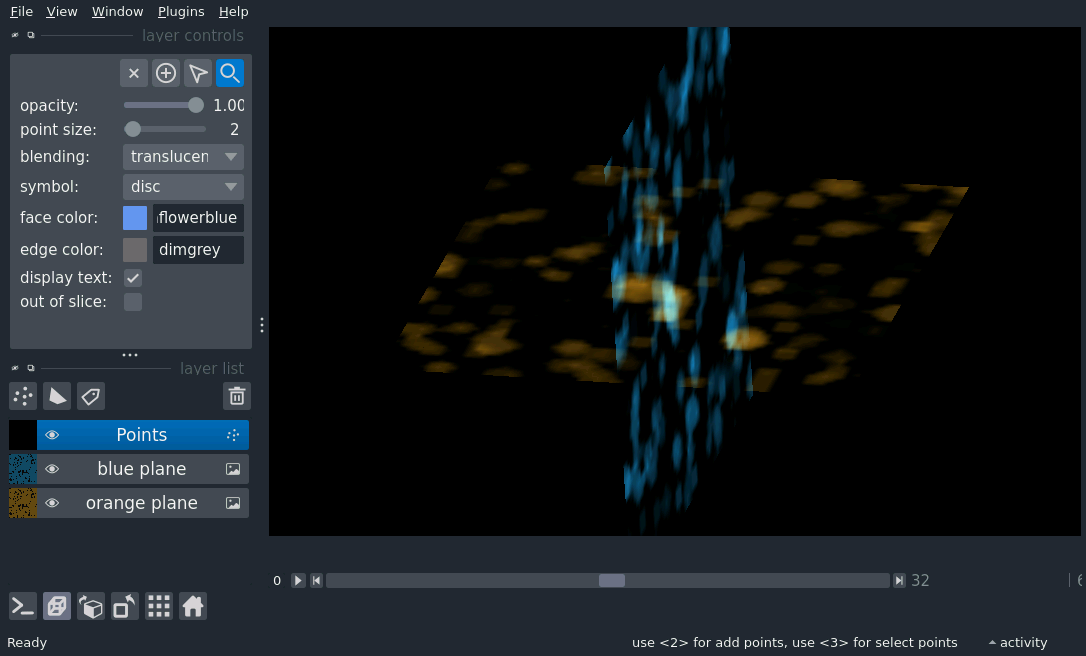 File View Window Plugins Help
layer controls
opacity: 1.00
point size: 2
blending: translucen
symbol: disc
face color: flowerblue
edge color: dimgrey
display text:
out of slice:
layer list
Points
blue plane
orange plane
0 32
Ready use <2> for add points, use <3> for select points activity